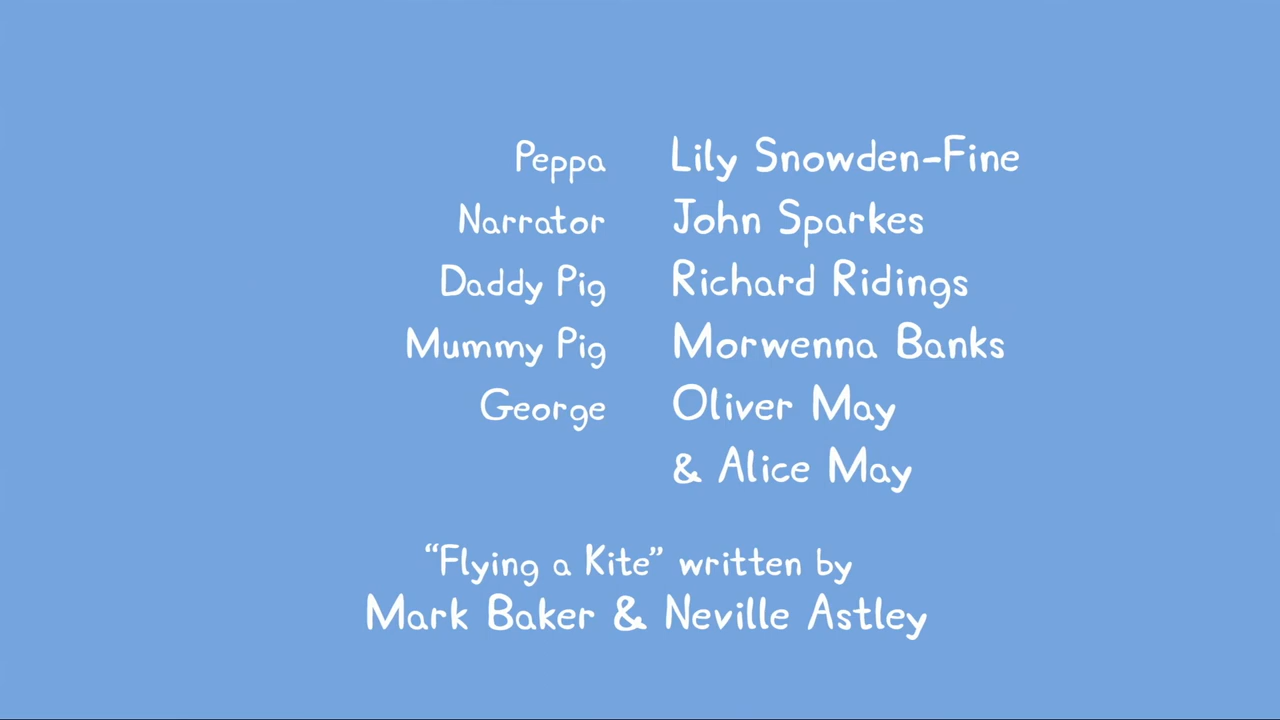 Peppa Lily Snowden-Fine
Narrator John Sparkes
Daddy Pig Richard Ridings
Mummy Pig Morwenna Banks
George Oliver May
& Alice May
“Flying a Kite” written by
Mark Baker & Neville Astley